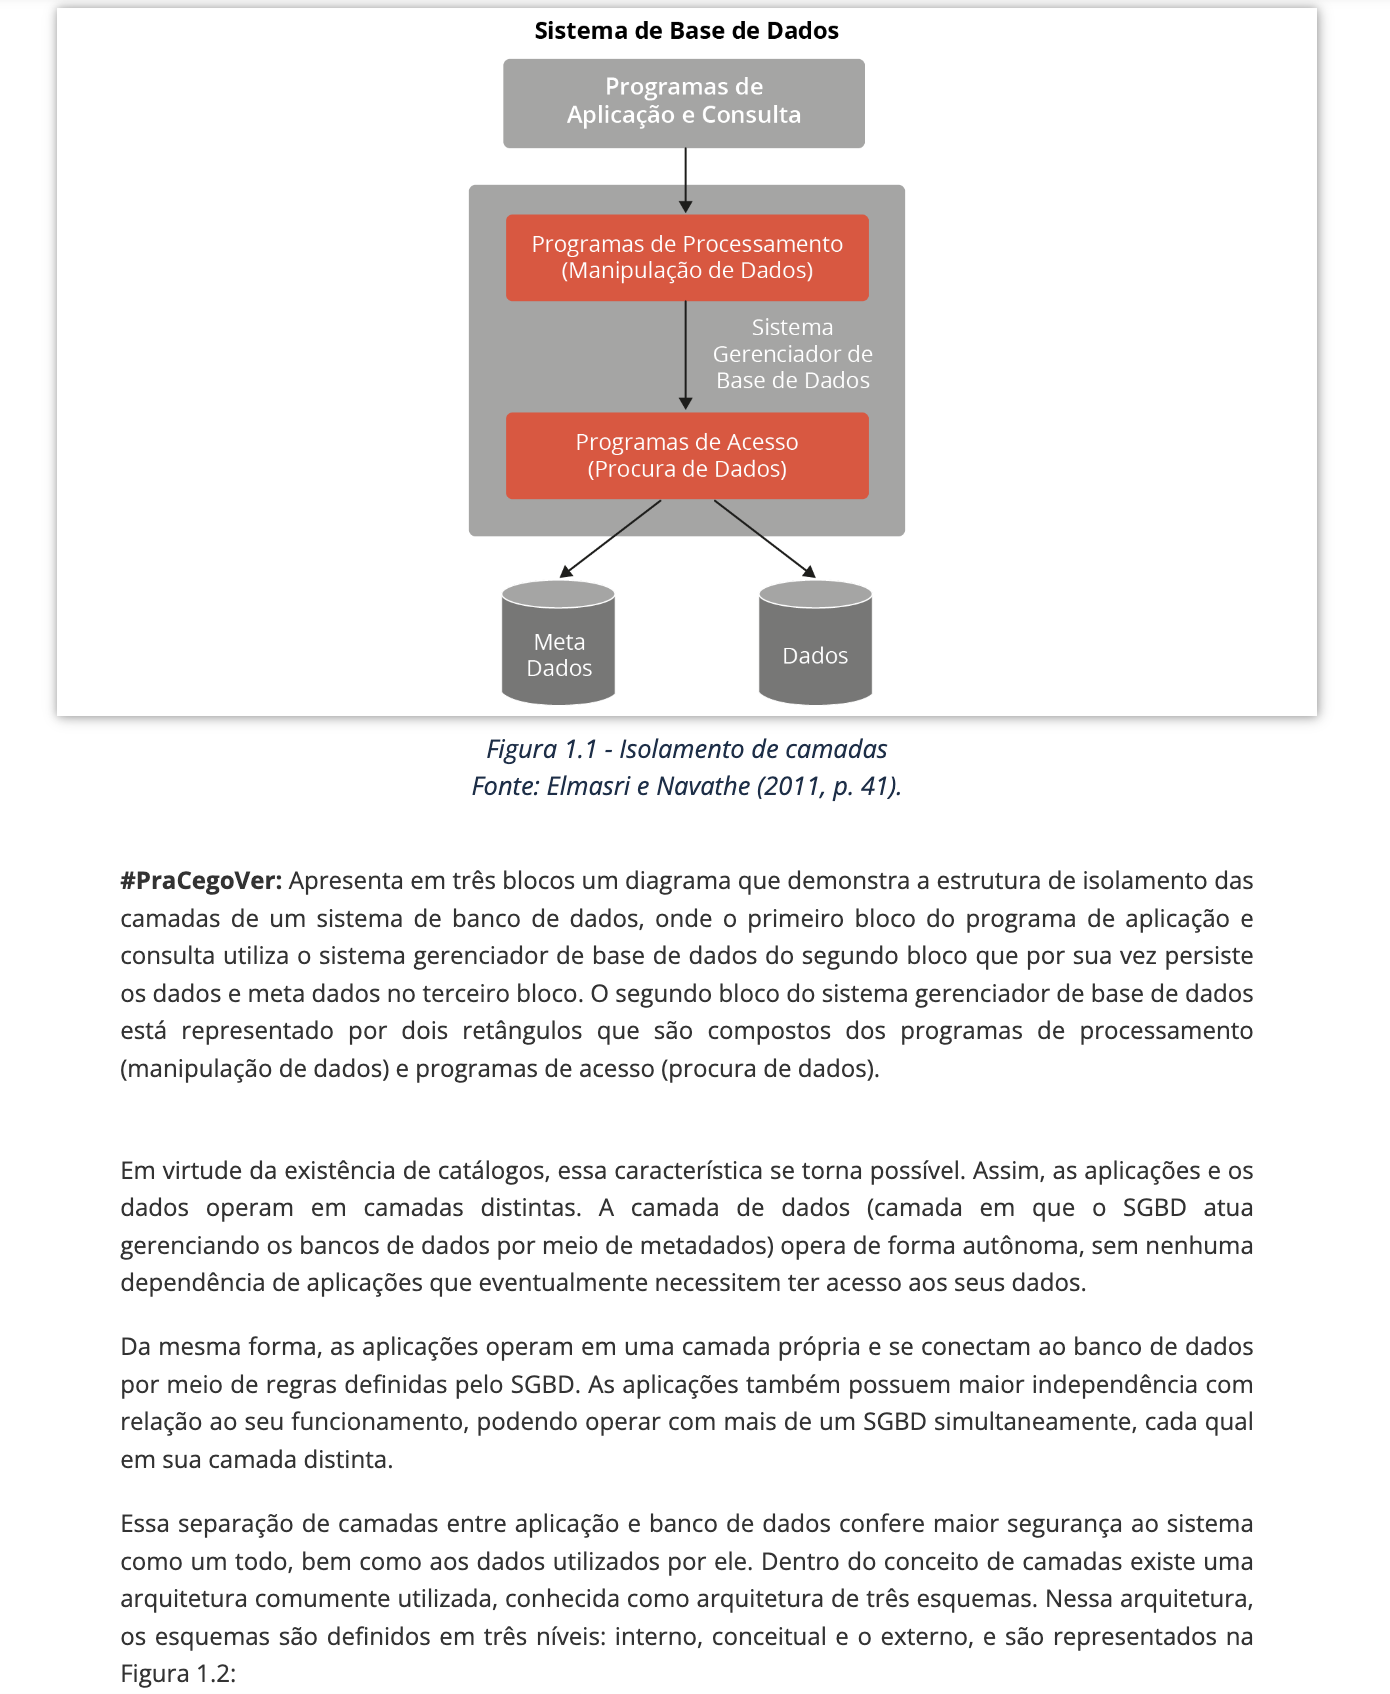 Sistema de Base de Dados
Programas de
Aplicação e Consulta
Programas de Processamento
(Manipulação de Dados)
Sistema
Gerenciador de
Base de Dados
Programas de Acesso
(Procura de Dados)
Meta
Dados
Dados
Figura 1.1 - Isolamento de camadas
Fonte: Elmasri e Navathe (2011, p. 41).
#PraCegoVer: Apresenta em três blocos um diagrama que demonstra a estrutura de isolamento das
camadas de um sistema de banco de dados, onde o primeiro bloco do programa de aplicação e
consulta utiliza o sistema gerenciador de base de dados do segundo bloco que por sua vez persiste
os dados e meta dados no terceiro bloco. O segundo bloco do sistema gerenciador de base de dados
está representado por dois retângulos que são compostos dos programas de processamento
(manipulação de dados) e programas de acesso (procura de dados).
Em virtude da existência de catálogos, essa característica se torna possível. Assim, as aplicações e os
dados operam em camadas distintas. A camada de dados (camada em que o SGBD atua
gerenciando os bancos de dados por meio de metadados) opera de forma autônoma, sem nenhuma
dependência de aplicações que eventualmente necessitem ter acesso aos seus dados.
Da mesma forma, as aplicações operam em uma camada própria e se conectam ao banco de dados
por meio de regras definidas pelo SGBD. As aplicações também possuem maior independência com
relação ao seu funcionamento, podendo operar com mais de um SGBD simultaneamente, cada qual
em sua camada distinta.
Essa separação de camadas entre aplicação e banco de dados confere maior segurança ao sistema
como um todo, bem como aos dados utilizados por ele. Dentro do conceito de camadas existe uma
arquitetura comumente utilizada, conhecida como arquitetura de três esquemas. Nessa arquitetura,
os esquemas são definidos em três níveis: interno, conceitual e o externo, e são representados na
Figura 1.2: